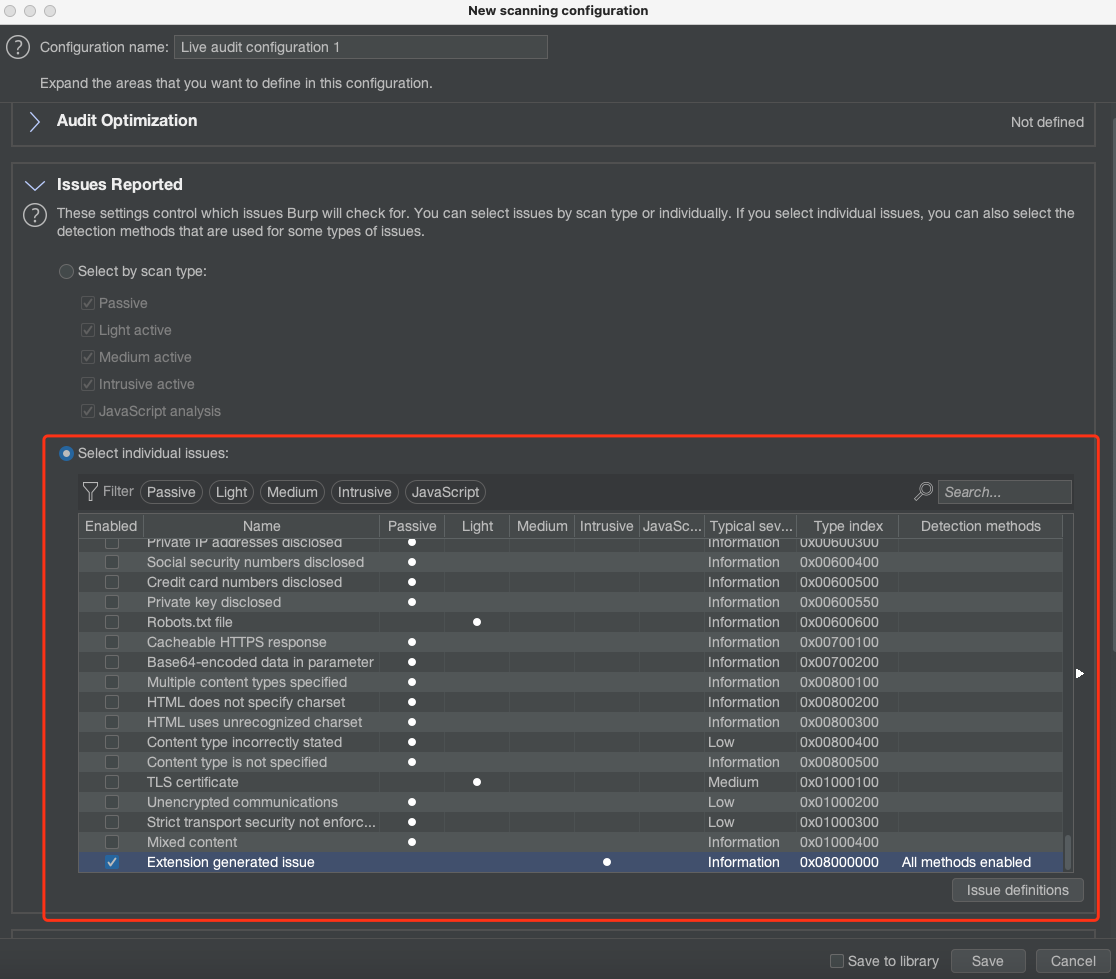 New scanning configuration
? Configuration name: Live audit configuration 1
Expand the areas that you want to define in this configuration.
Audit Optimization Not defined
Issues Reported
? These settings control which issues Burp will check for. You can select issues by scan type or individually. If you select individual issues, you can also select the
detection methods that are used for some types of issues.
Select by scan type:
Passive
Light active
Medium active
Intrusive active
JavaScript analysis
Select individual issues:
Filter Passive Light Medium Intrusive JavaScript Search...
Enabled Name Passive Light Medium Intrusive JavaSc... Typical sev... Type index Detection methods
Private IP addresses disclosed Information 0x00600300
Social security numbers disclosed Information 0x00600400
Credit card numbers disclosed Information 0x00600500
Private key disclosed Information 0x00600550
Robots.txt file Information 0x00600600
Cacheable HTTPS response Information 0x00700100
Base64-encoded data in parameter Information 0x00700200
Multiple content types specified Information 0x00800100
HTML does not specify charset Information 0x00800200
HTML uses unrecognized charset Information 0x00800300
Content type incorrectly stated Low 0x00800400
Content type is not specified Information 0x00800500
TLS certificate Medium 0x01000100
Unencrypted communications Low 0x01000200
Strict transport security not enforc... Low 0x01000300
Mixed content Information 0x01000400
Extension generated issue Information 0x08000000 All methods enabled
Issue definitions
Save to library Save Cancel